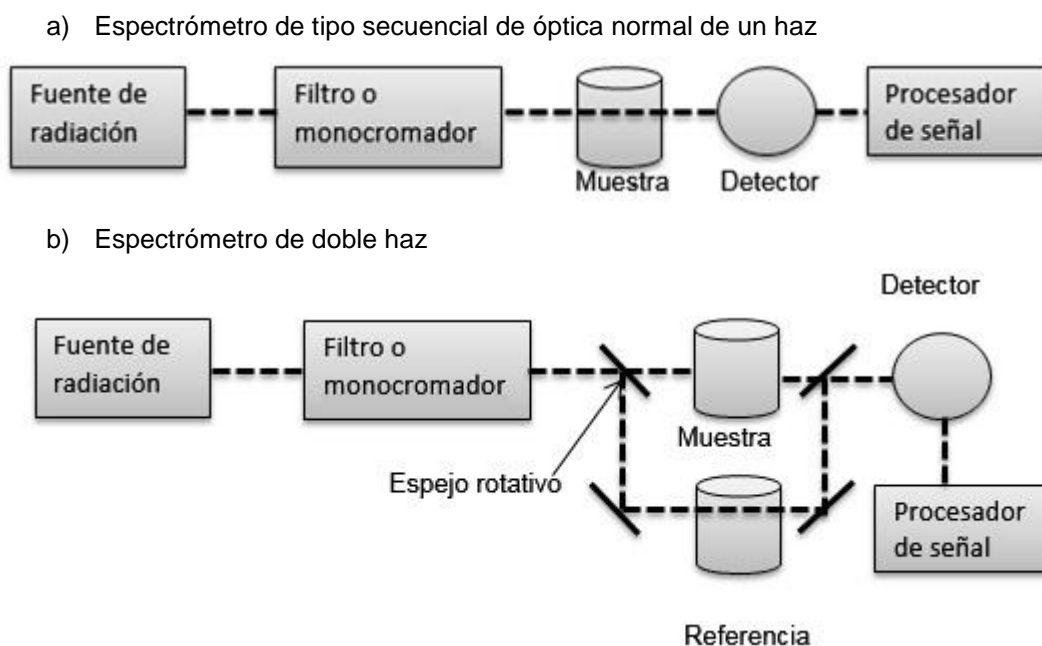 a) Espectrómetro de tipo secuencial de óptica normal de un haz
Fuente de
radiación
Filtro o
monocromador
Muestra
Detector
Procesador
de señal
b) Espectrómetro de doble haz
Detector
Fuente de
radiación
Filtro o
monocromador
Muestra
Espejo rotativo
Procesador
de señal
Referencia